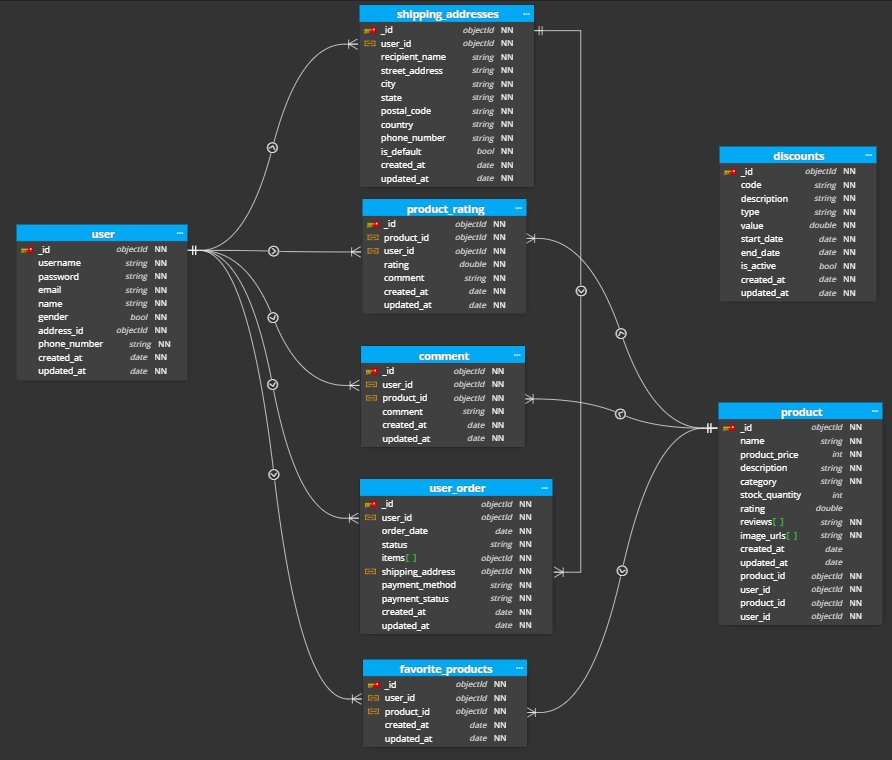 shipping_addresses ...
_id objectId NN
user_id objectId NN
recipient_name string NN
street_address string NN
city string NN
state string NN
postal_code string NN
country string NN
phone_number string NN
is_default bool NN
created_at date NN
updated_at date NN
product_rating ...
_id objectId NN
product_id objectId NN
user_id objectId NN
rating double NN
comment string NN
created_at date NN
updated_at date NN
user ...
_id objectId NN
username string NN
password string NN
email string NN
name string NN
gender bool NN
address_id objectId NN
phone_number string NN
created_at date NN
updated_at date NN
comment ...
_id objectId NN
user_id objectId NN
product_id objectId NN
comment string NN
created_at date NN
updated_at date NN
user_order ...
_id objectId NN
user_id objectId NN
order_date date NN
status string NN
items[ ] objectId NN
shipping_address objectId NN
payment_method string NN
payment_status string NN
created_at date NN
updated_at date NN
favorite_products ...
_id objectId NN
user_id objectId NN
product_id objectId NN
created_at date NN
updated_at date NN
discounts ...
_id objectId NN
code string NN
description string NN
type string NN
value double NN
start_date date NN
end_date date NN
is_active bool NN
created_at date NN
updated_at date NN
product ...
_id objectId NN
name string NN
product_price int NN
description string NN
category string NN
stock_quantity int
rating double
reviews[ ] string NN
image_urls[ ] string NN
created_at date
updated_at date
product_id objectId NN
user_id objectId NN
product_id objectId NN
user_id objectId NN